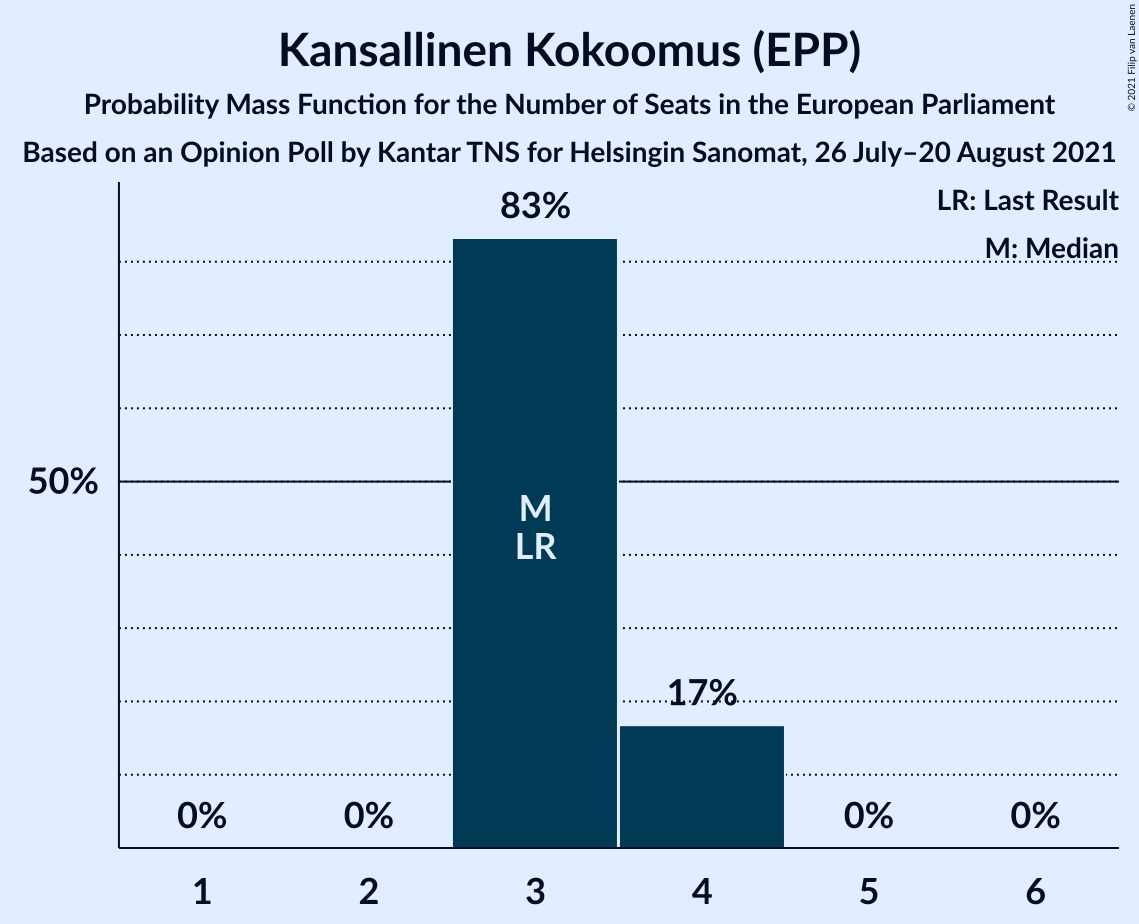 Kansallinen Kokoomus (EPP)
Probability Mass Function for the Number of Seats in the European Parliament
Based on an Opinion Poll by Kantar TNS for Helsingin Sanomat, 26 July–20 August 2021
© 2021 Filip van Laenen
LR: Last Result
M: Median
83%
50%
M
LR
17%
0%
0%
0%
0%
1
2
3
4
5
6